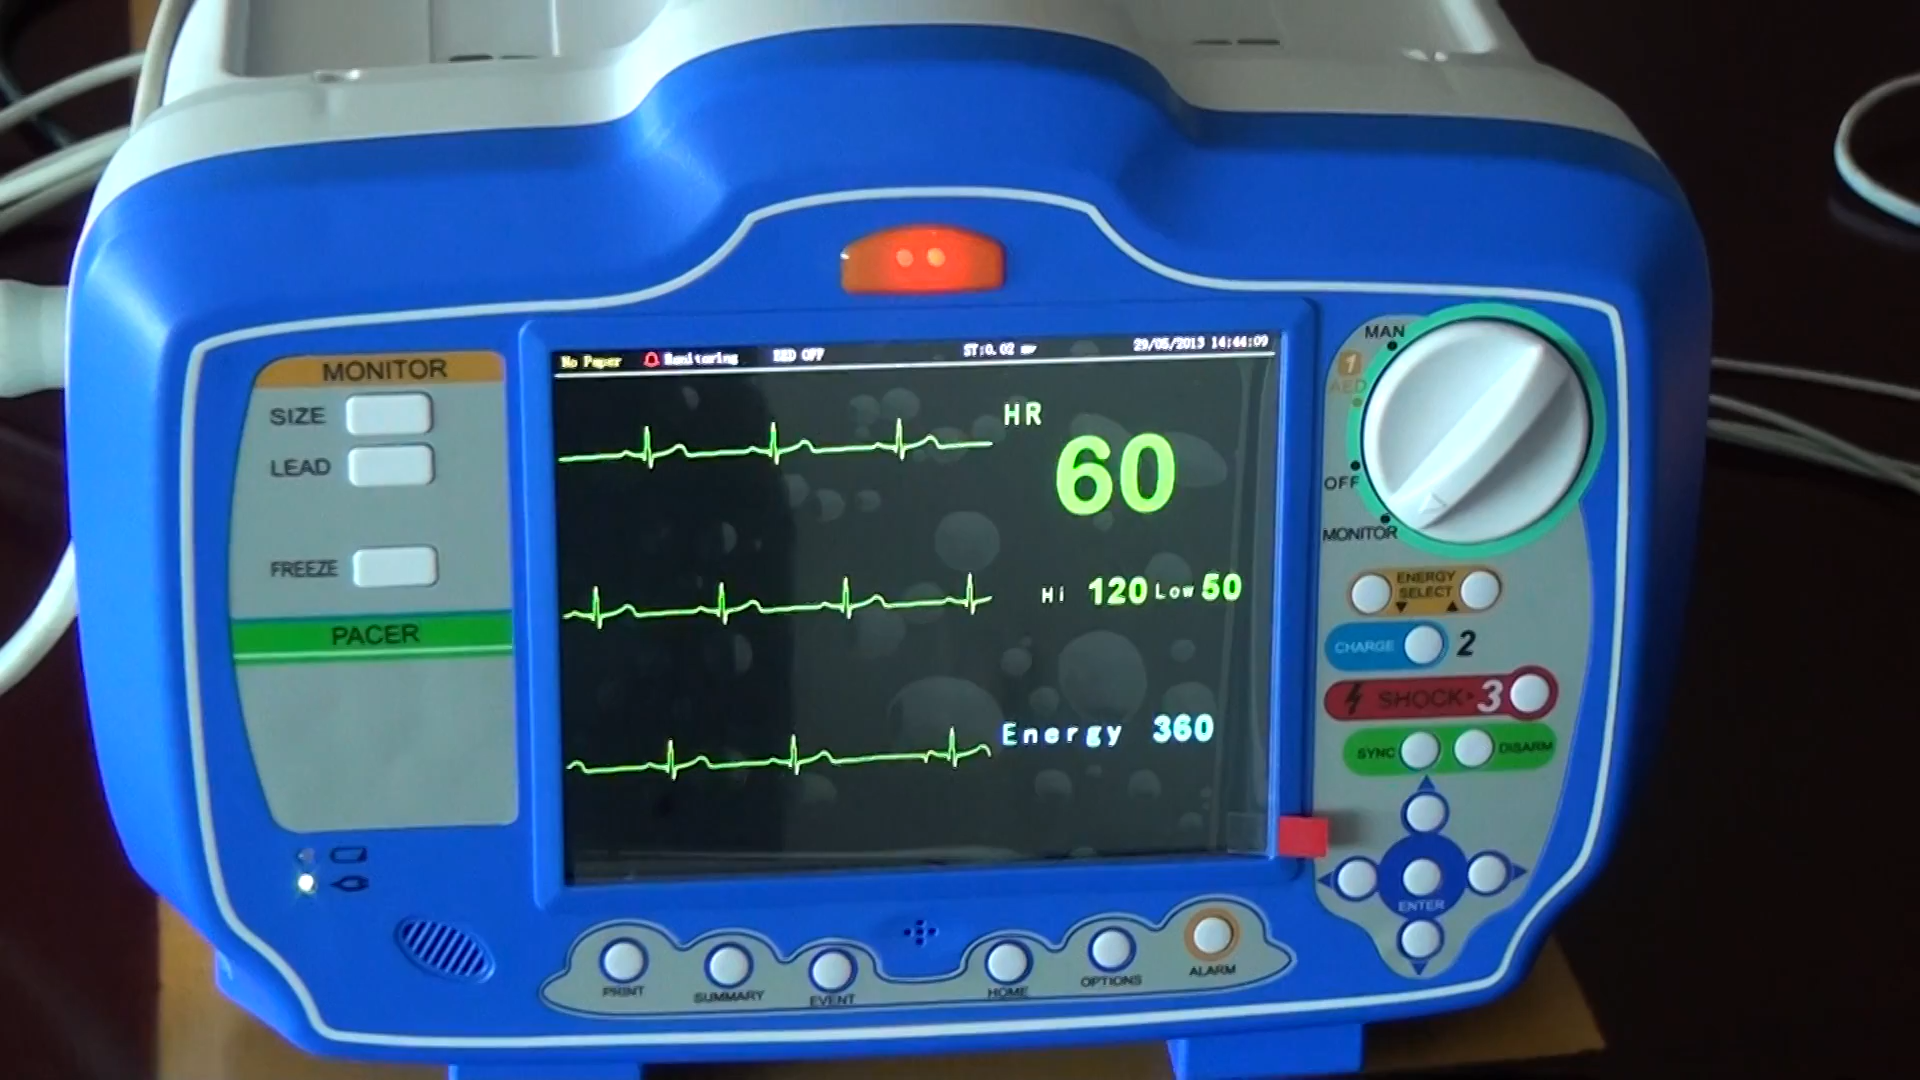 No Paper Monitoring ST:0.02 mv 29/05/2013 14:44:09
MONITOR
SIZE
LEAD
FREEZE
PACER
HR
60
Hi 120 Low 50
Energy 360
MAN
1
AED
OFF
MONITOR
ENERGY
SELECT
CHARGE 2
SHOCK 3
SYNC DISARM
ENTER
PRINT
SUMMARY
EVENT
HOME
OPTIONS
ALARM